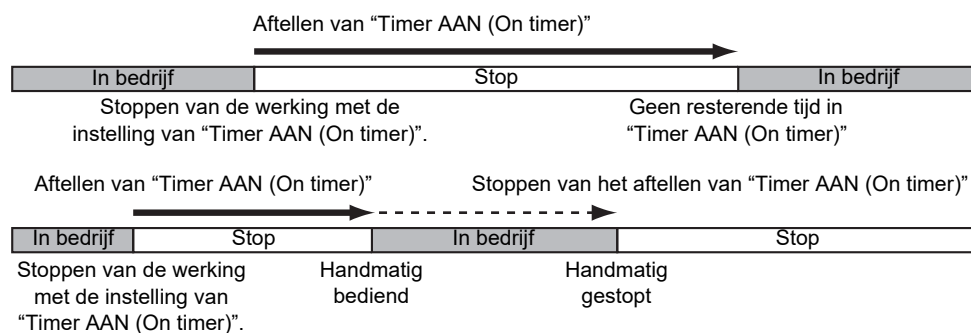 Aftellen van “Timer AAN (On timer)”
In bedrijf Stop In bedrijf
Stoppen van de werking met de
instelling van “Timer AAN (On timer)”.
Geen resterende tijd in
“Timer AAN (On timer)”
Aftellen van “Timer AAN (On timer)”
Stoppen van het aftellen van “Timer AAN (On timer)”
In bedrijf Stop In bedrijf Stop
Stoppen van de werking
met de instelling van
“Timer AAN (On timer)”.
Handmatig
bediend
Handmatig
gestopt